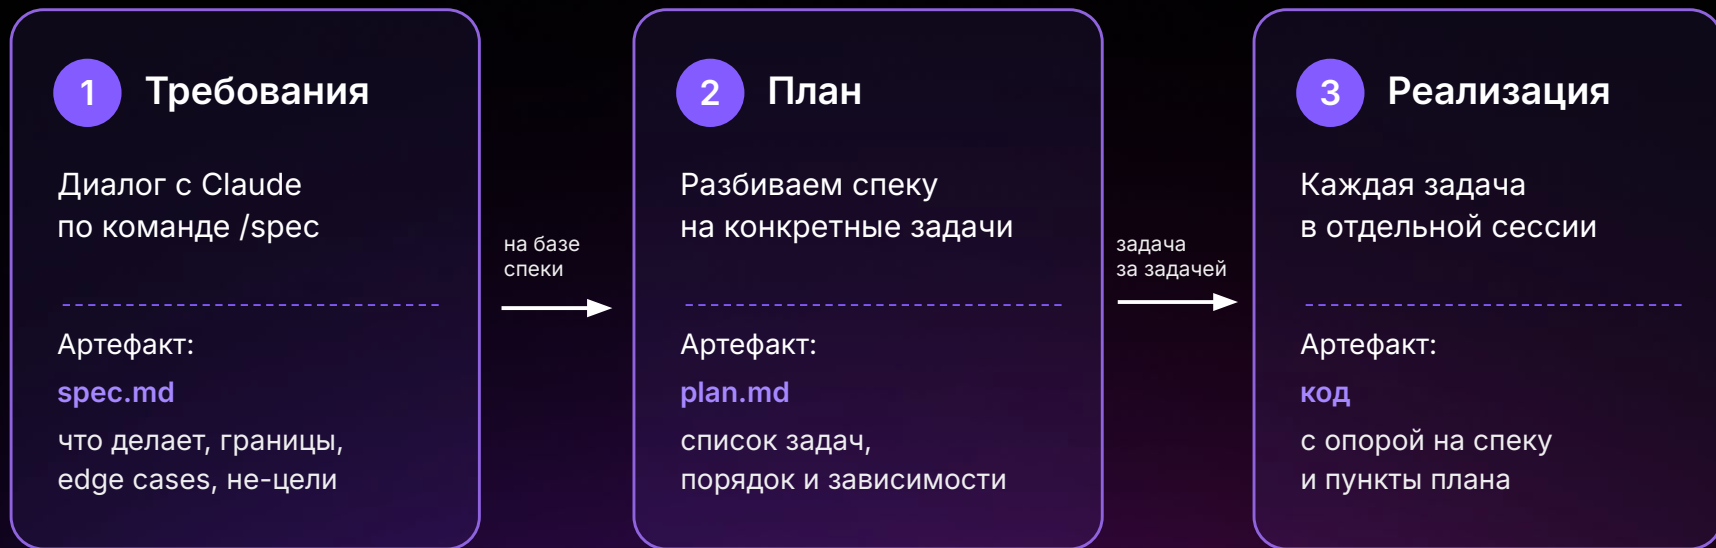 1 Требования
Диалог с Claude
по команде /spec
Артефакт:
spec.md
что делает, границы,
edge cases, не-цели
на базе
спеки
2 План
Разбиваем спеку
на конкретные задачи
Артефакт:
plan.md
список задач,
порядок и зависимости
задача
за задачей
3 Реализация
Каждая задача
в отдельной сессии
Артефакт:
код
с опорой на спеку
и пункты плана